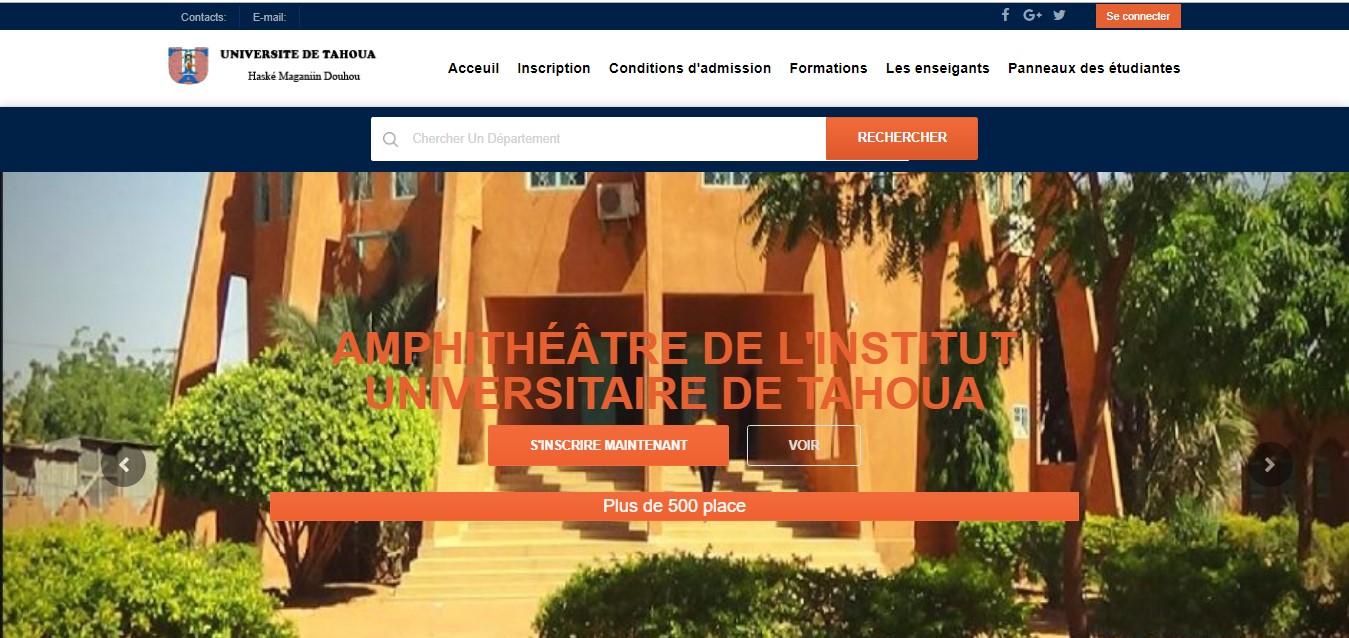 Contacts:
E-mail:
G+
Se connecter
UNIVERSITE DE TAHOUA
Haské Maganiin Douhou
Acceuil
Inscription
Conditions d'admission
Formations
Les enseigants
Panneaux des étudiantes
Chercher Un Département
RECHERCHER
AMPHITHÉÂTRE DE L'INSTITUT
UNIVERSITAIRE DE TAHOUA
S'INSCRIRE MAINTENANT
VOIR
Plus de 500 place